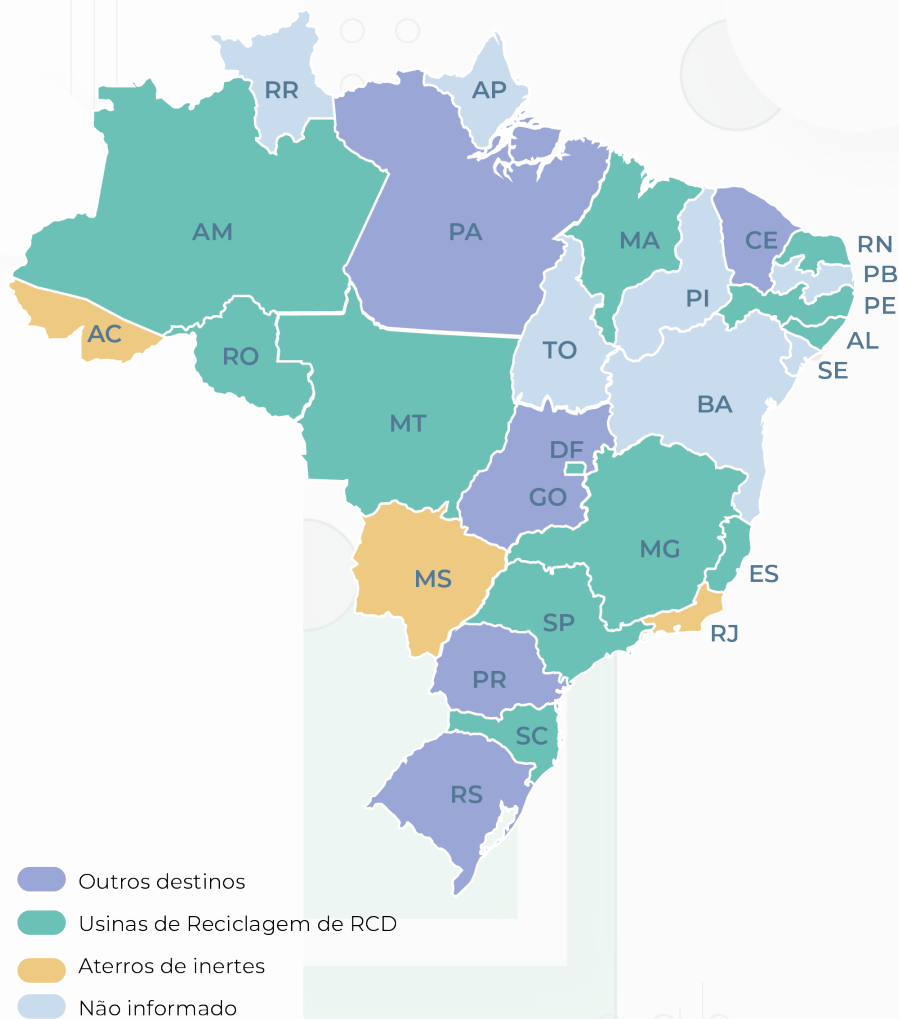 RR
AP
AM
PA
MA
CE
RN
PB
PI
PE
AC
AL
RO
TO
SE
BA
MT
DF
GO
MG
ES
MS
SP
RJ
PR
SC
RS
Outros destinos
Usinas de Reciclagem de RCD
Aterros de inertes
Não informado